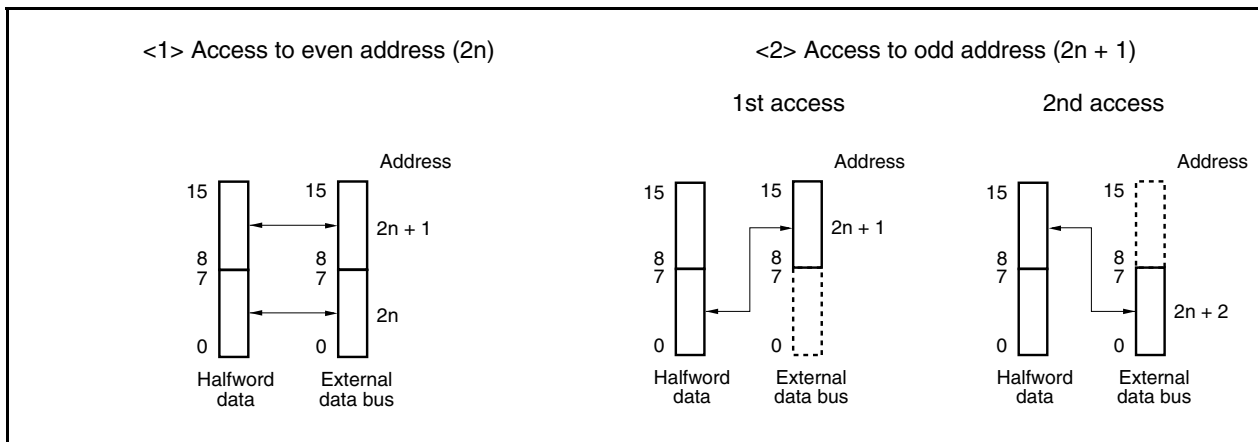 <1> Access to even address (2n)
<2> Access to odd address (2n + 1)
1st access
2nd access
Address
15
15
2n + 1
8
8
7
7
2n
0
0
Halfword
data
External
data bus
Address
15
15
2n + 1
8
8
7
7
0
0
Halfword
data
External
data bus
Address
15
15
8
8
7
7
2n + 2
0
0
Halfword
data
External
data bus